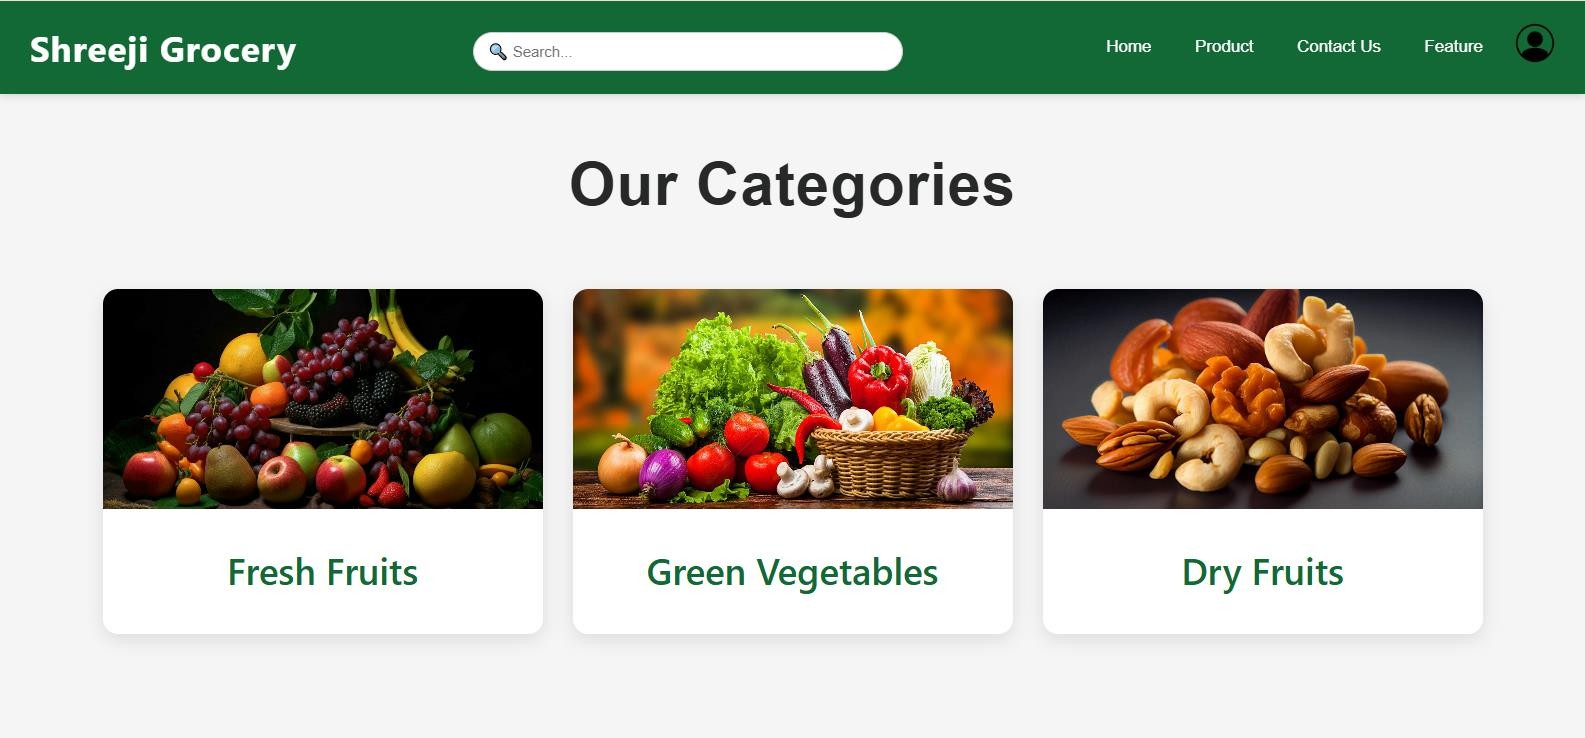 Shreeji Grocery
Search...
Home
Product
Contact Us
Feature
Our Categories
Fresh Fruits
Green Vegetables
Dry Fruits